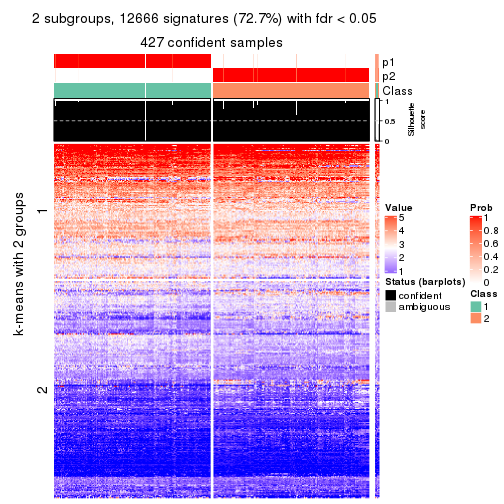 2 subgroups, 12666 signatures (72.7%) with fdr < 0.05
427 confident samples
p1
p2
Class
1
0.5
0
Silhouette
score
k-means with 2 groups
1
2
Value
5
4
3
2
1
Prob
1
0.8
0.6
0.4
0.2
0
Status (barplots)
confident
ambiguous
Class
1
2